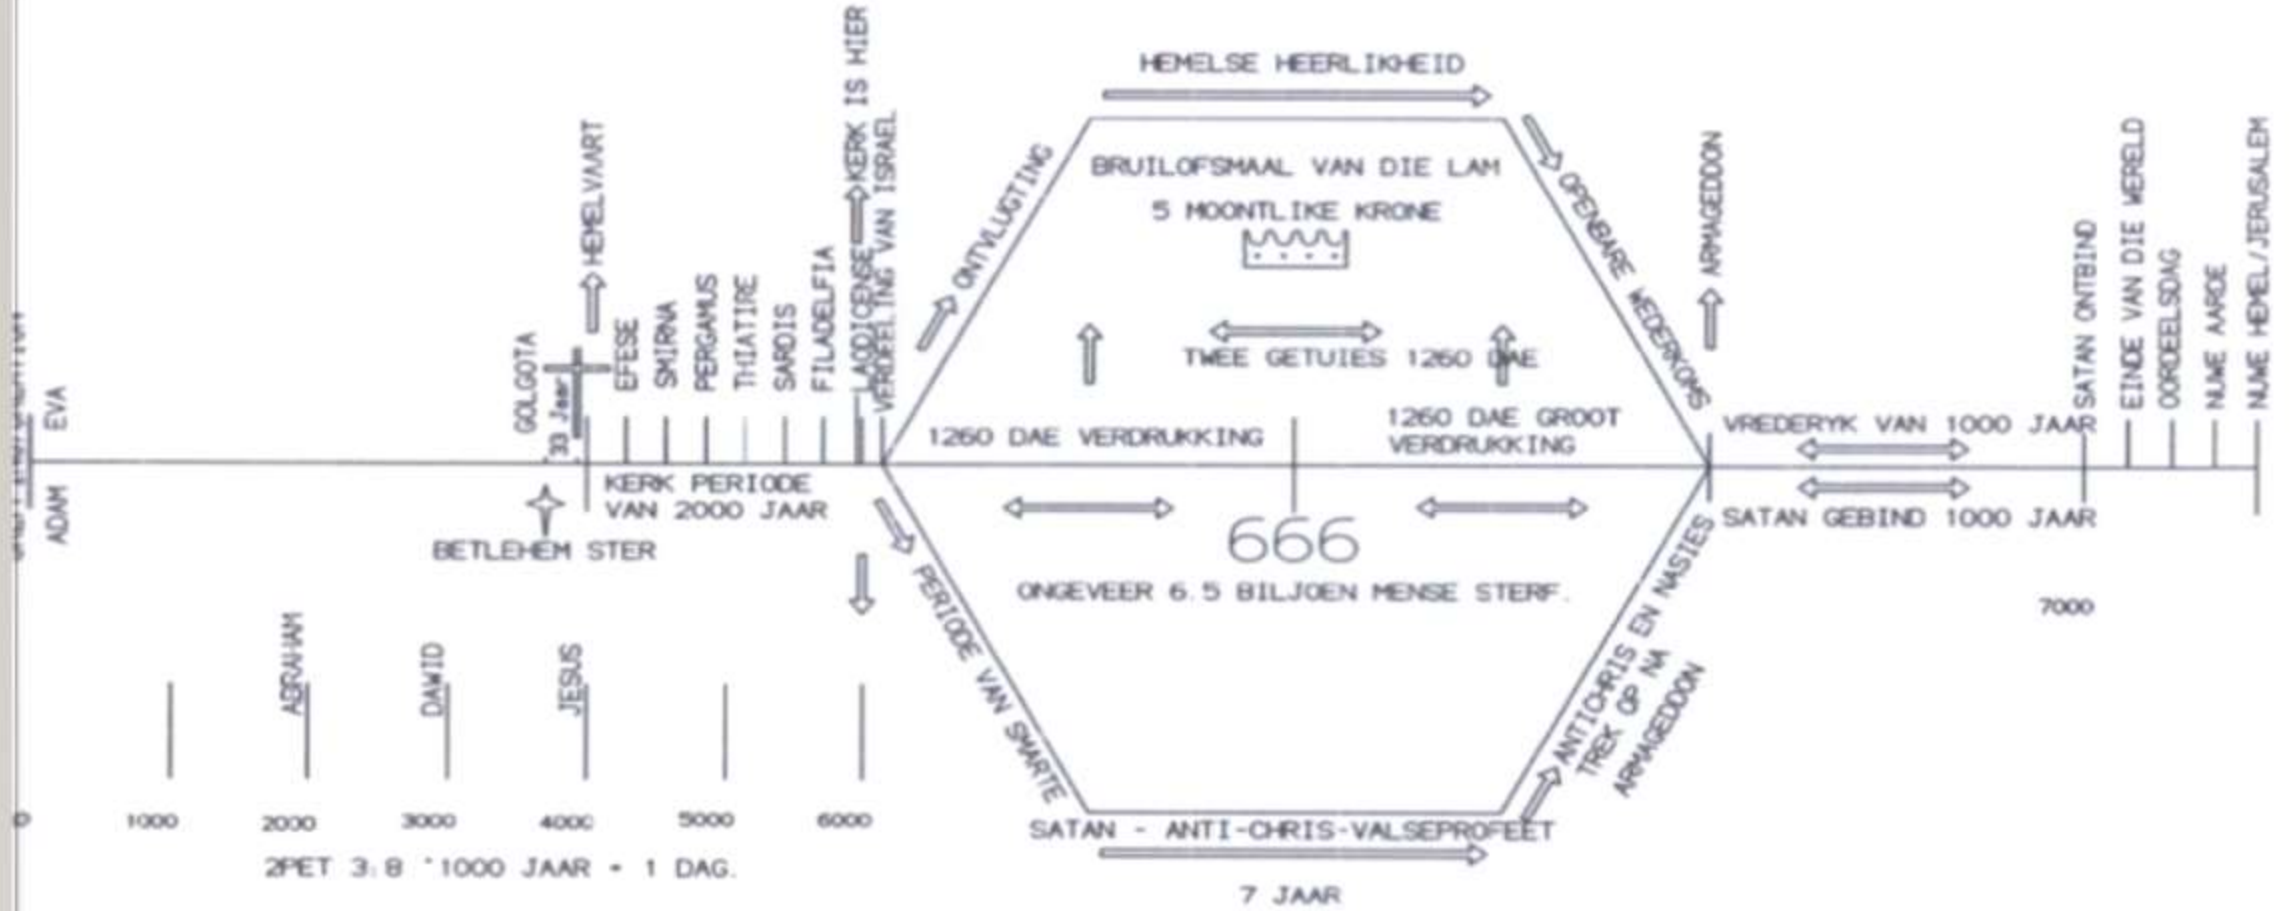 HEMELSE HEERLIKHEID
BRUILOFSMAAL VAN DIE LAM
5 MOONTLIKE KRONE
TWEE GETUIES 1260 DAE
1260 DAE VERDRUKKING
1260 DAE GROOT
VERDRUKKING
ONTVLUGTING
OPENBARE WEDERKOMS
ARMAGEDDON
KERK IS HIER
VERDEELING VAN ISRAEL
LAODICENSE
FILADELFIA
SARDIS
THIATIRE
PERGAMUS
SMIRNA
EFESE
HEMELVAART
GOLGOTA
33 Jaar
EVA
ADAM
KERK PERIODE
VAN 2000 JAAR
BETLEHEM STER
666
ONGEVEER 6.5 BILJOEN MENSE STERF.
PERIODE VAN SMARTE
ANTICHRIS EN NASIES
TREK OP NA
ARMAGEDDON
SATAN - ANTI-CHRIS-VALSEPROFEET
7 JAAR
VREDERYK VAN 1000 JAAR
SATAN GEBIND 1000 JAAR
SATAN ONTBIND
EINDE VAN DIE WERELD
OORDEELSDAG
NUWE AARDE
NUWE HEMEL/JERUSALEM
7000
ABRAHAM
DAWID
JESUS
0
1000
2000
3000
4000
5000
6000
2PET 3:8 "1000 JAAR = 1 DAG.